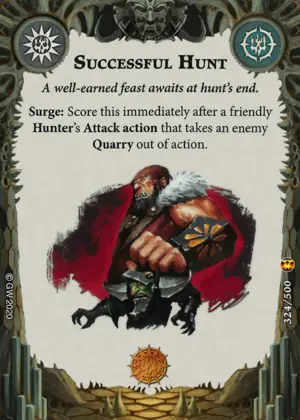 Successful Hunt
A well-earned feast awaits at hunt's end.
Surge: Score this immediately after a friendly
Hunter's Attack action that takes an enemy
Quarry out of action.
© GW 2020
324/500